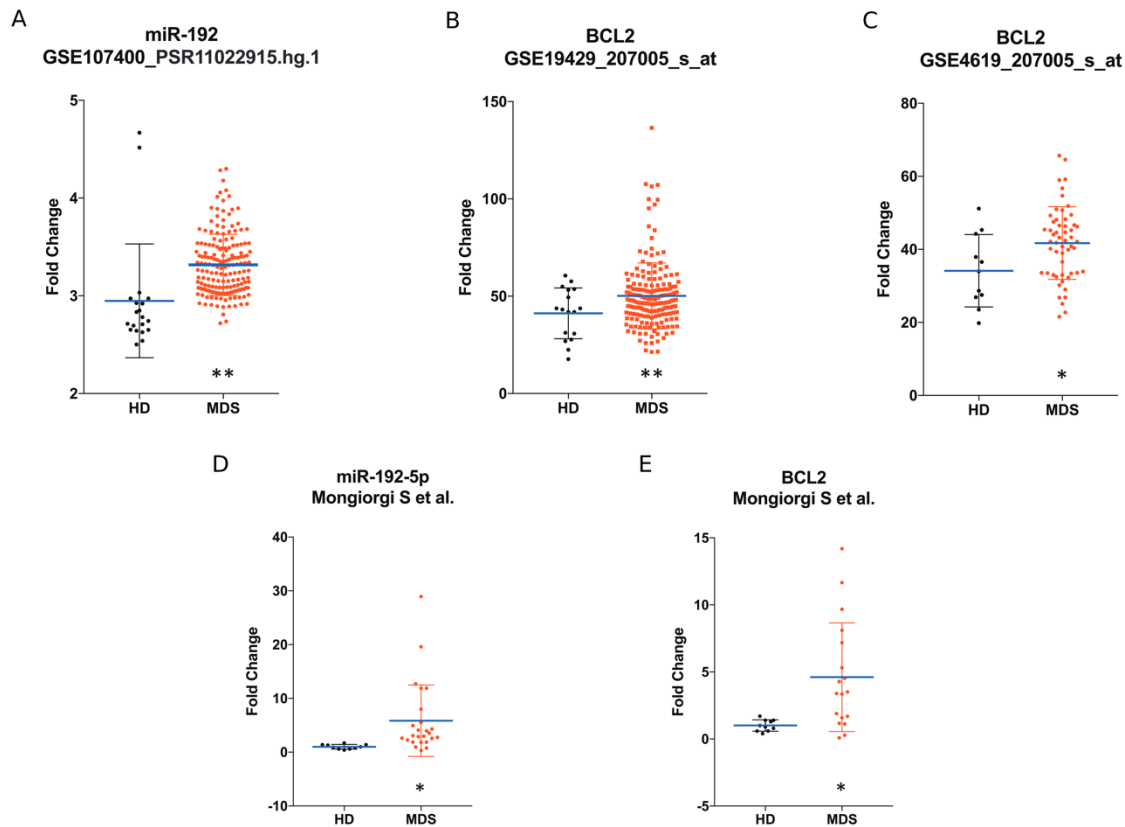 A
miR-192
GSE107400_PSR11022915.hg.1
Fold Change
5
4
3
2
HD
MDS
**
B
BCL2
GSE19429_207005_s_at
Fold Change
150
100
50
0
HD
MDS
**
C
BCL2
GSE4619_207005_s_at
Fold Change
80
60
40
20
0
HD
MDS
*
D
miR-192-5p
Mongiorgi S et al.
Fold Change
40
30
20
10
0
-10
HD
MDS
*
E
BCL2
Mongiorgi S et al.
Fold Change
15
10
5
0
-5
HD
MDS
*